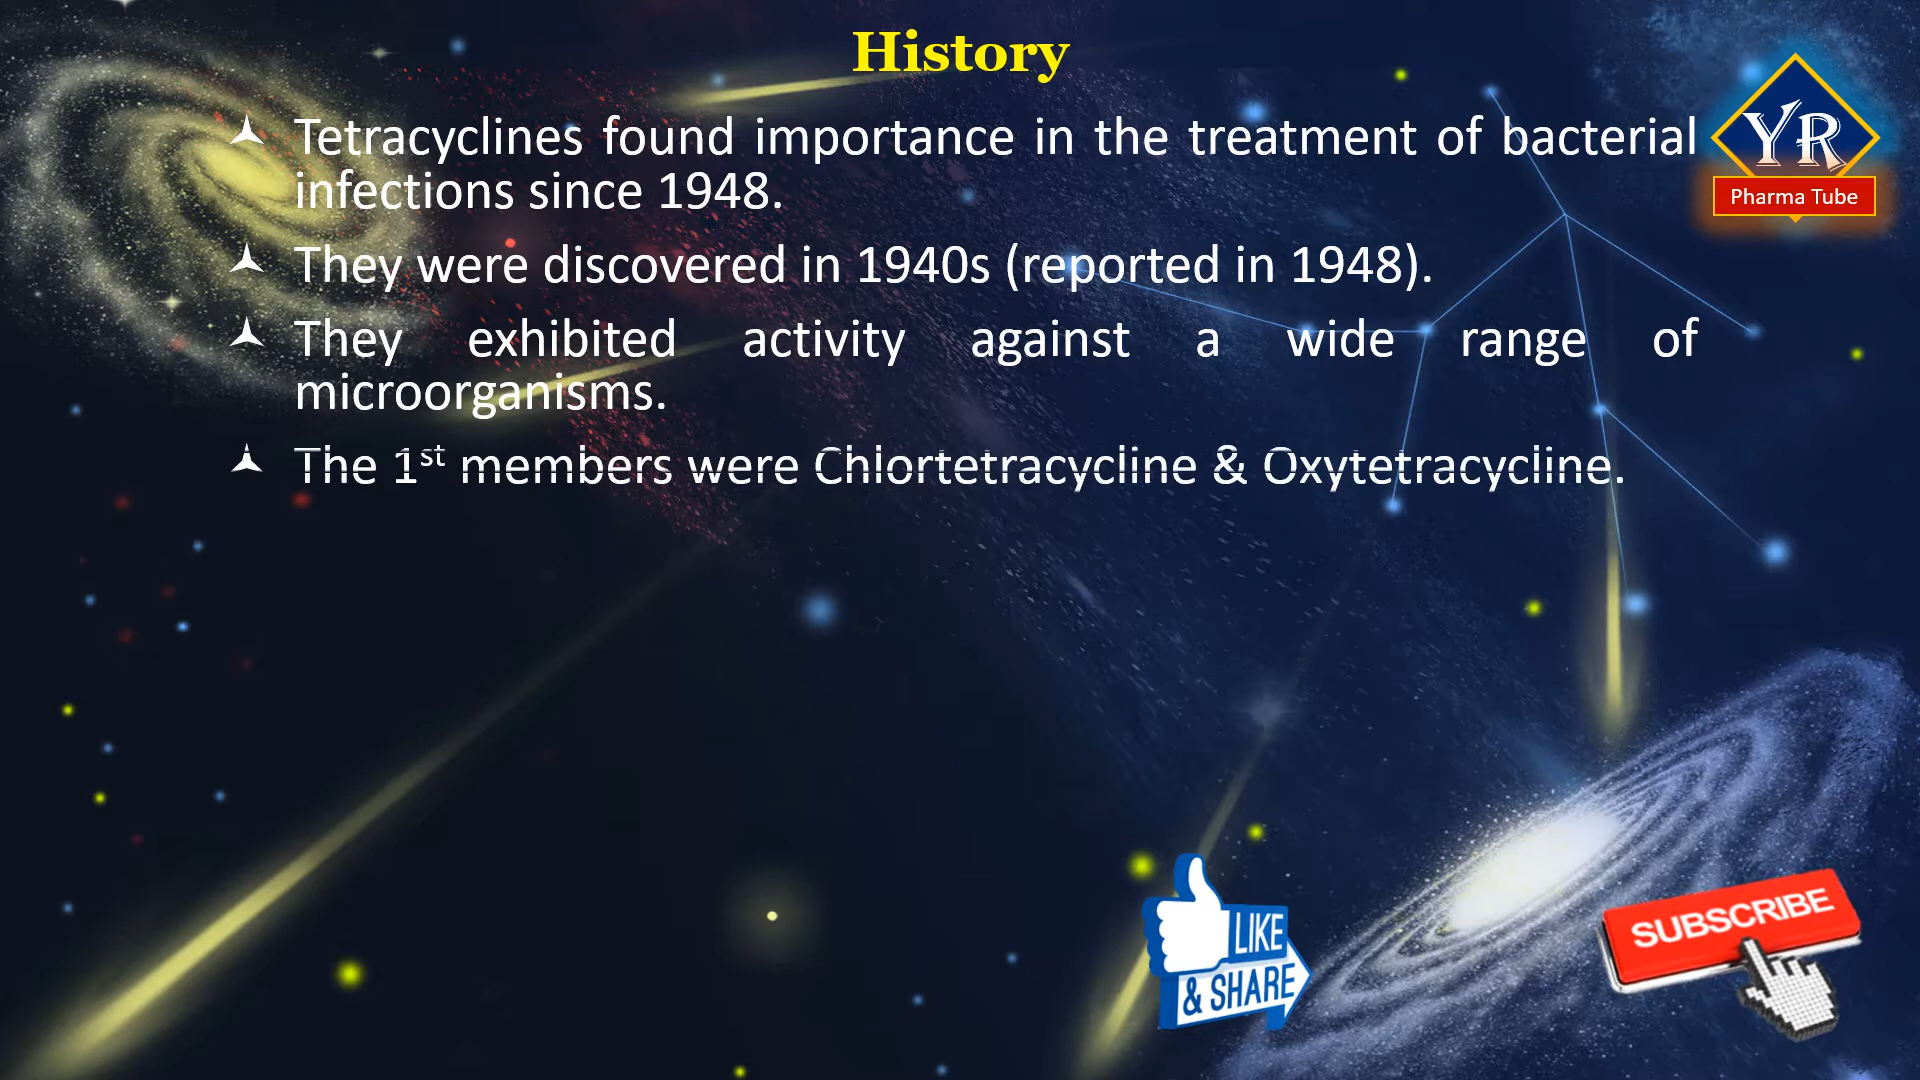 History
Tetracyclines found importance in the treatment of bacterial
infections since 1948.
They were discovered in 1940s (reported in 1948).
They exhibited activity against a wide range of
microorganisms.
The 1st members were Chlortetracycline & Oxytetracycline.
YR
Pharma Tube
LIKE
& SHARE
SUBSCRIBE